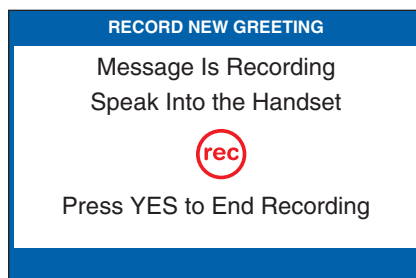 RECORD NEW GREETING
Message Is Recording
Speak Into the Handset
rec
Press YES to End Recording